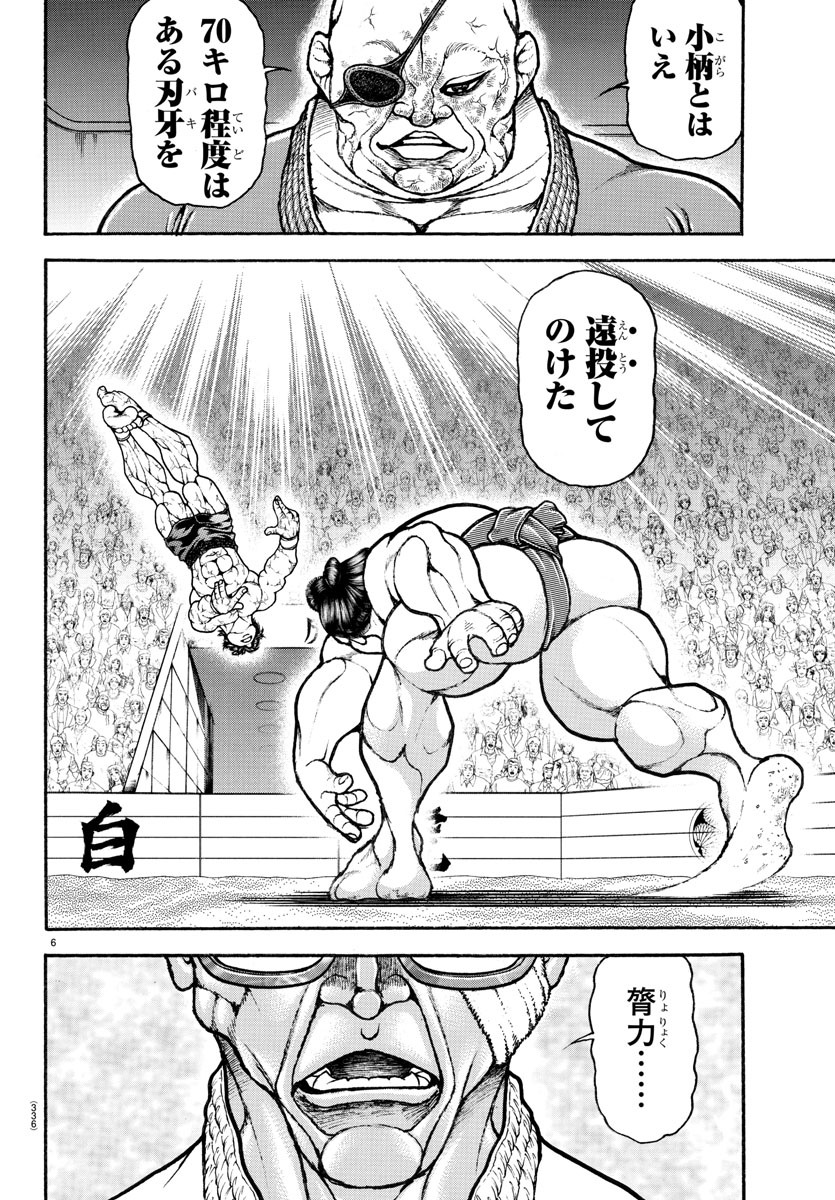 小柄とは
いえ
70キロ程度は
ある刃牙を
遠投して
のけた
白
6
膂力……
(336)